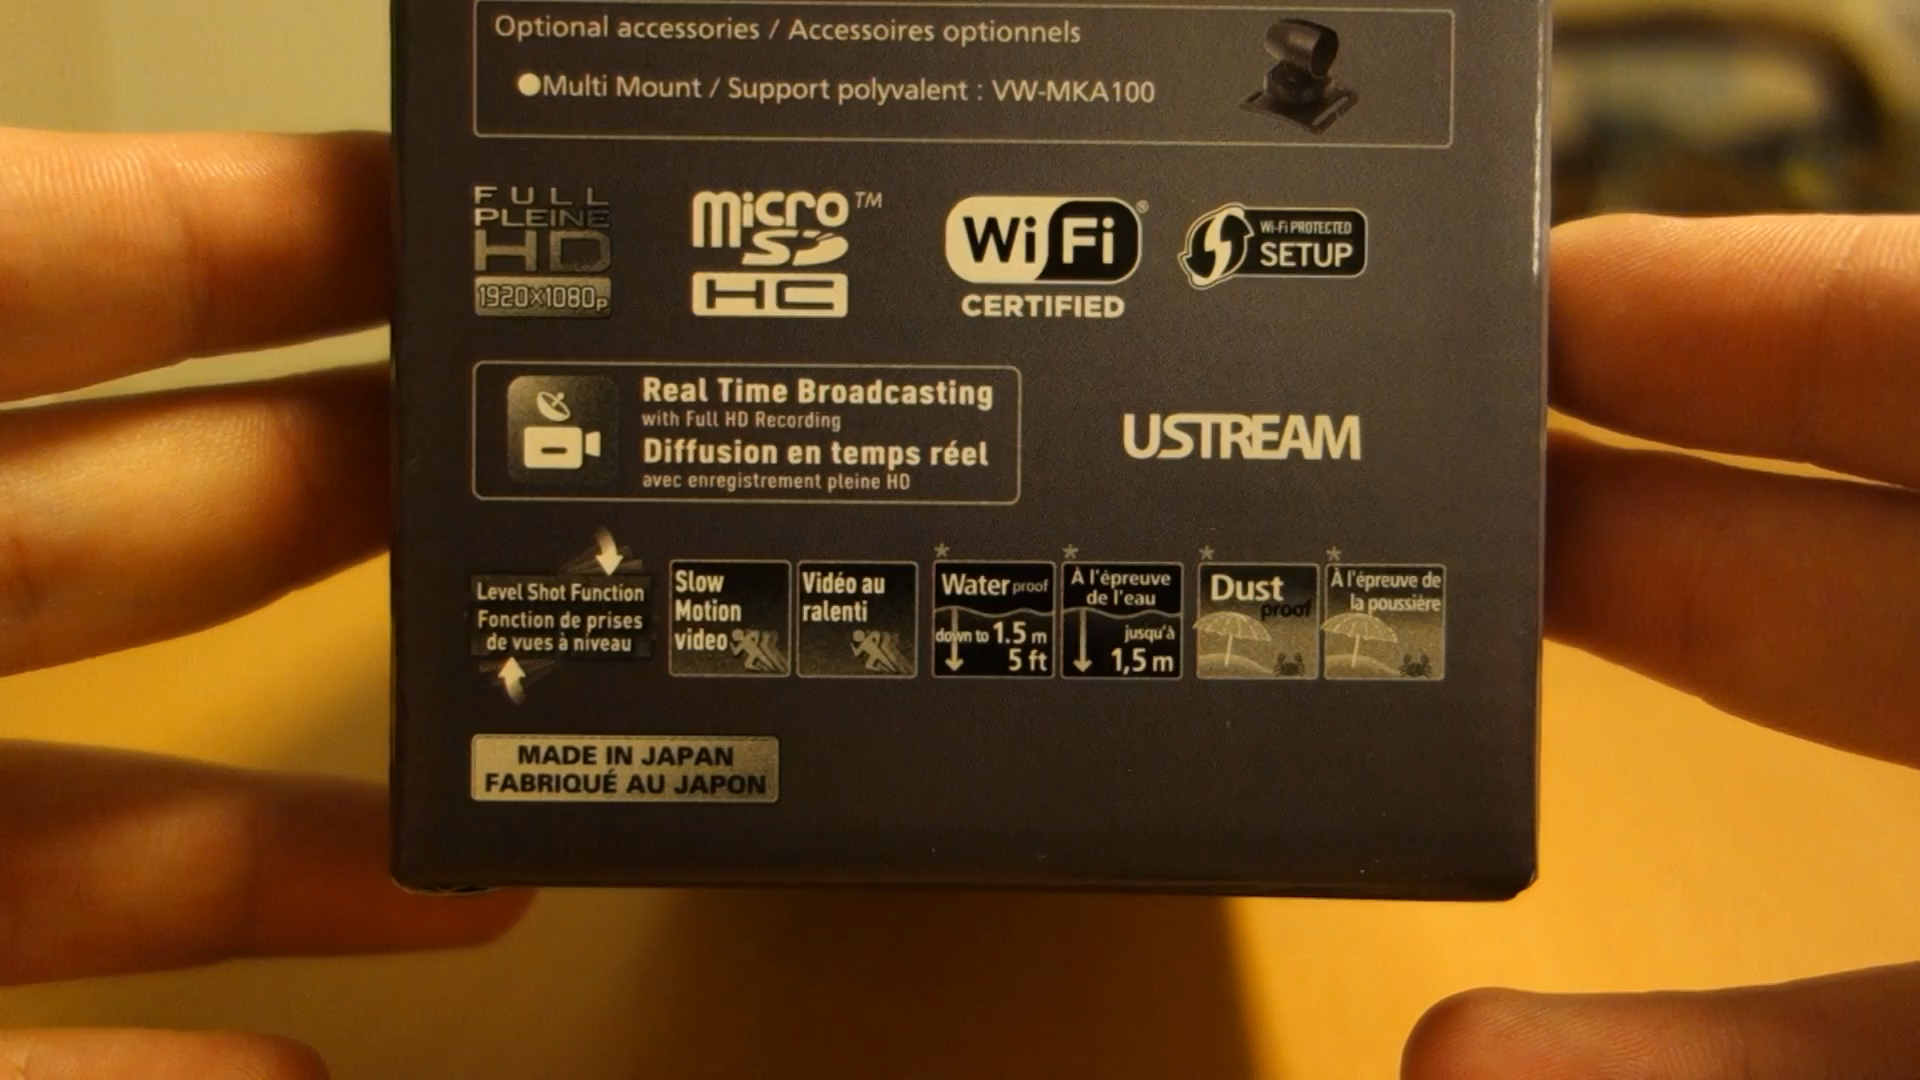 Optional accessories / Accessoires optionnels
●Multi Mount / Support polyvalent : VW-MKA100
FULL
PLEINE
HD
1920×1080p
micro™
SD
HC
Wi Fi®
CERTIFIED
Wi-Fi PROTECTED
SETUP
Real Time Broadcasting
with Full HD Recording
Diffusion en temps réel
avec enregistrement pleine HD
USTREAM
Level Shot Function
Fonction de prises
de vues à niveau
Slow
Motion
video
Vidéo au
ralenti
*
Waterproof
down to 1.5 m
5 ft
*
À l'épreuve
de l'eau
jusqu'à
1,5 m
*
Dust
proof
*
À l'épreuve de
la poussière
MADE IN JAPAN
FABRIQUÉ AU JAPON